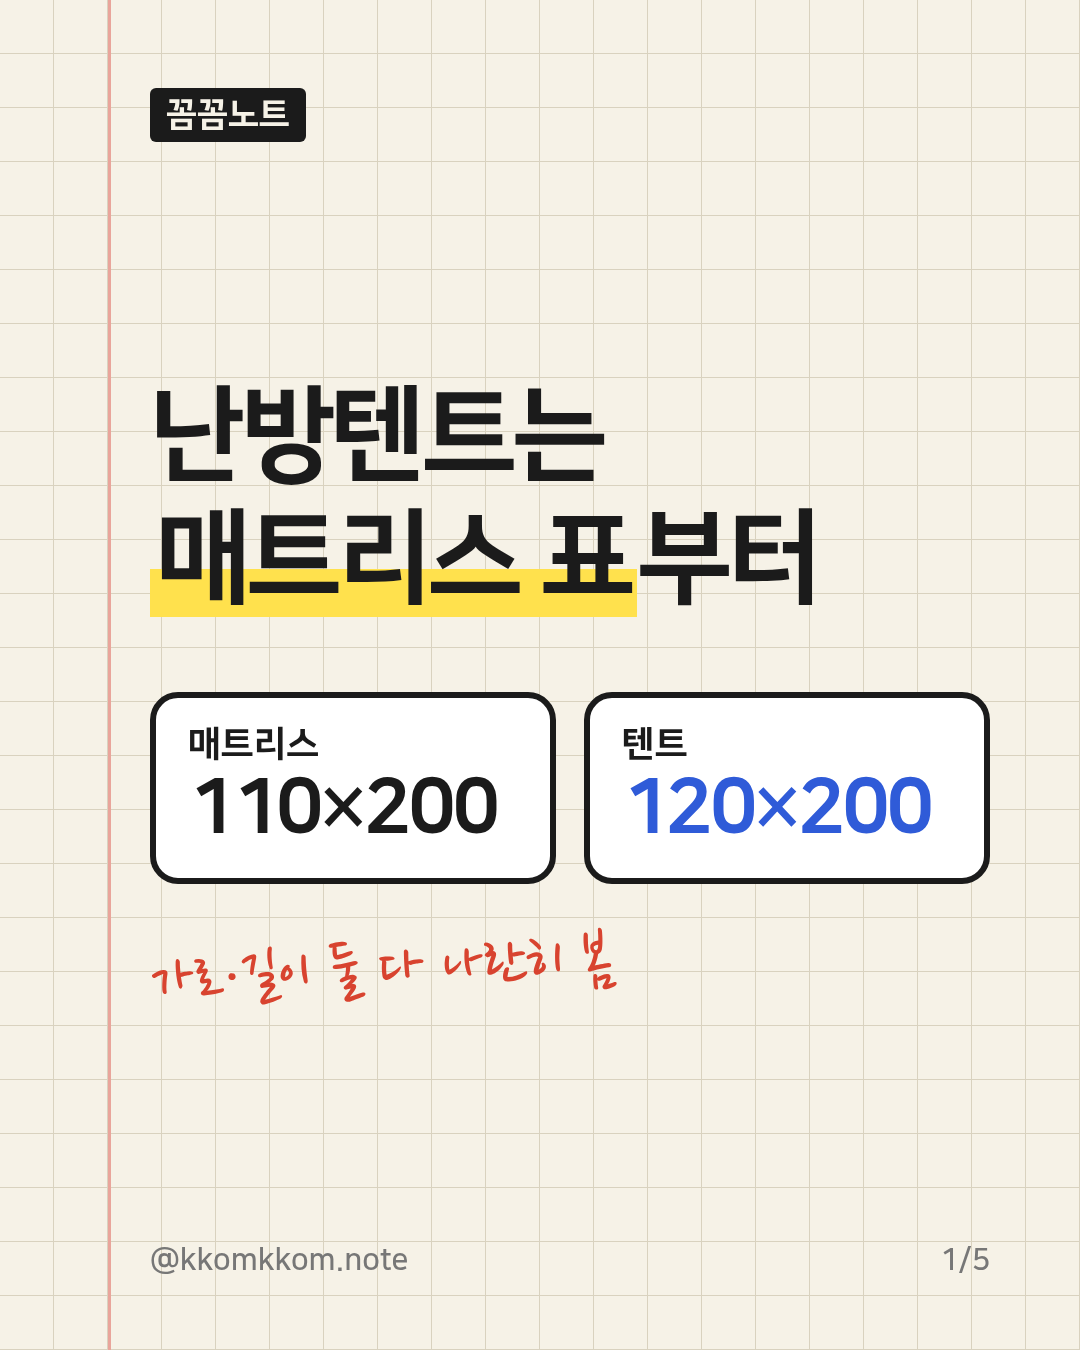 꼼꼼노트
난방텐트는
매트리스 표부터
매트리스
110×200
텐트
120×200
가로·길이 둘 다 나란히 봄
@kkomkkom.note
1/5